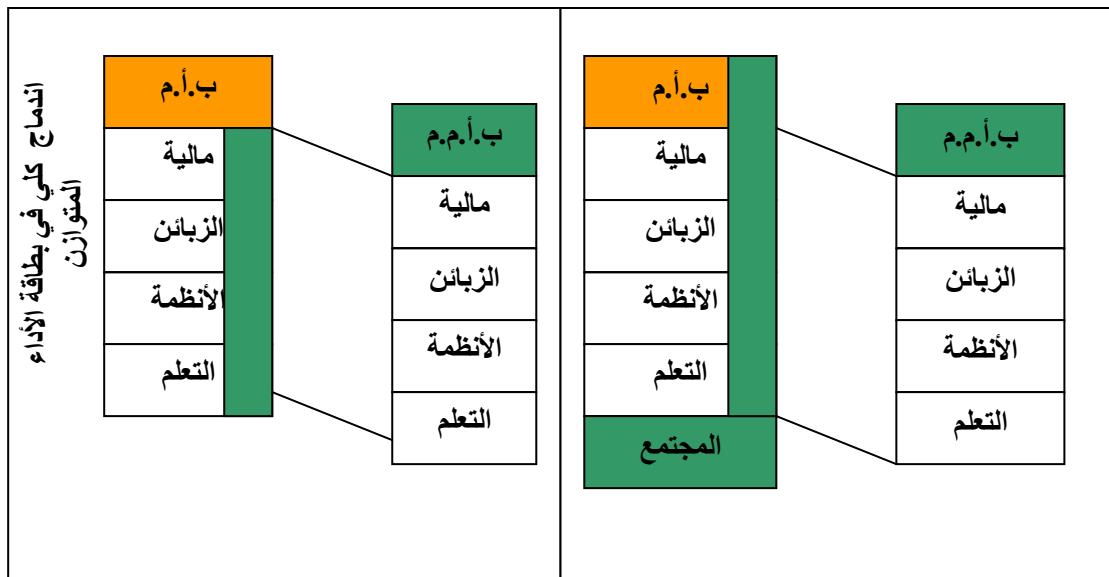 اندماج كلي في بطاقة الأداء
المتوازن
ب.أ.م
مالية
الزبائن
الأنظمة
التعلم
ب.أ.م.م
مالية
الزبائن
الأنظمة
التعلم
ب.أ.م
مالية
الزبائن
الأنظمة
التعلم
المجتمع
ب.أ.م.م
مالية
الزبائن
الأنظمة
التعلم